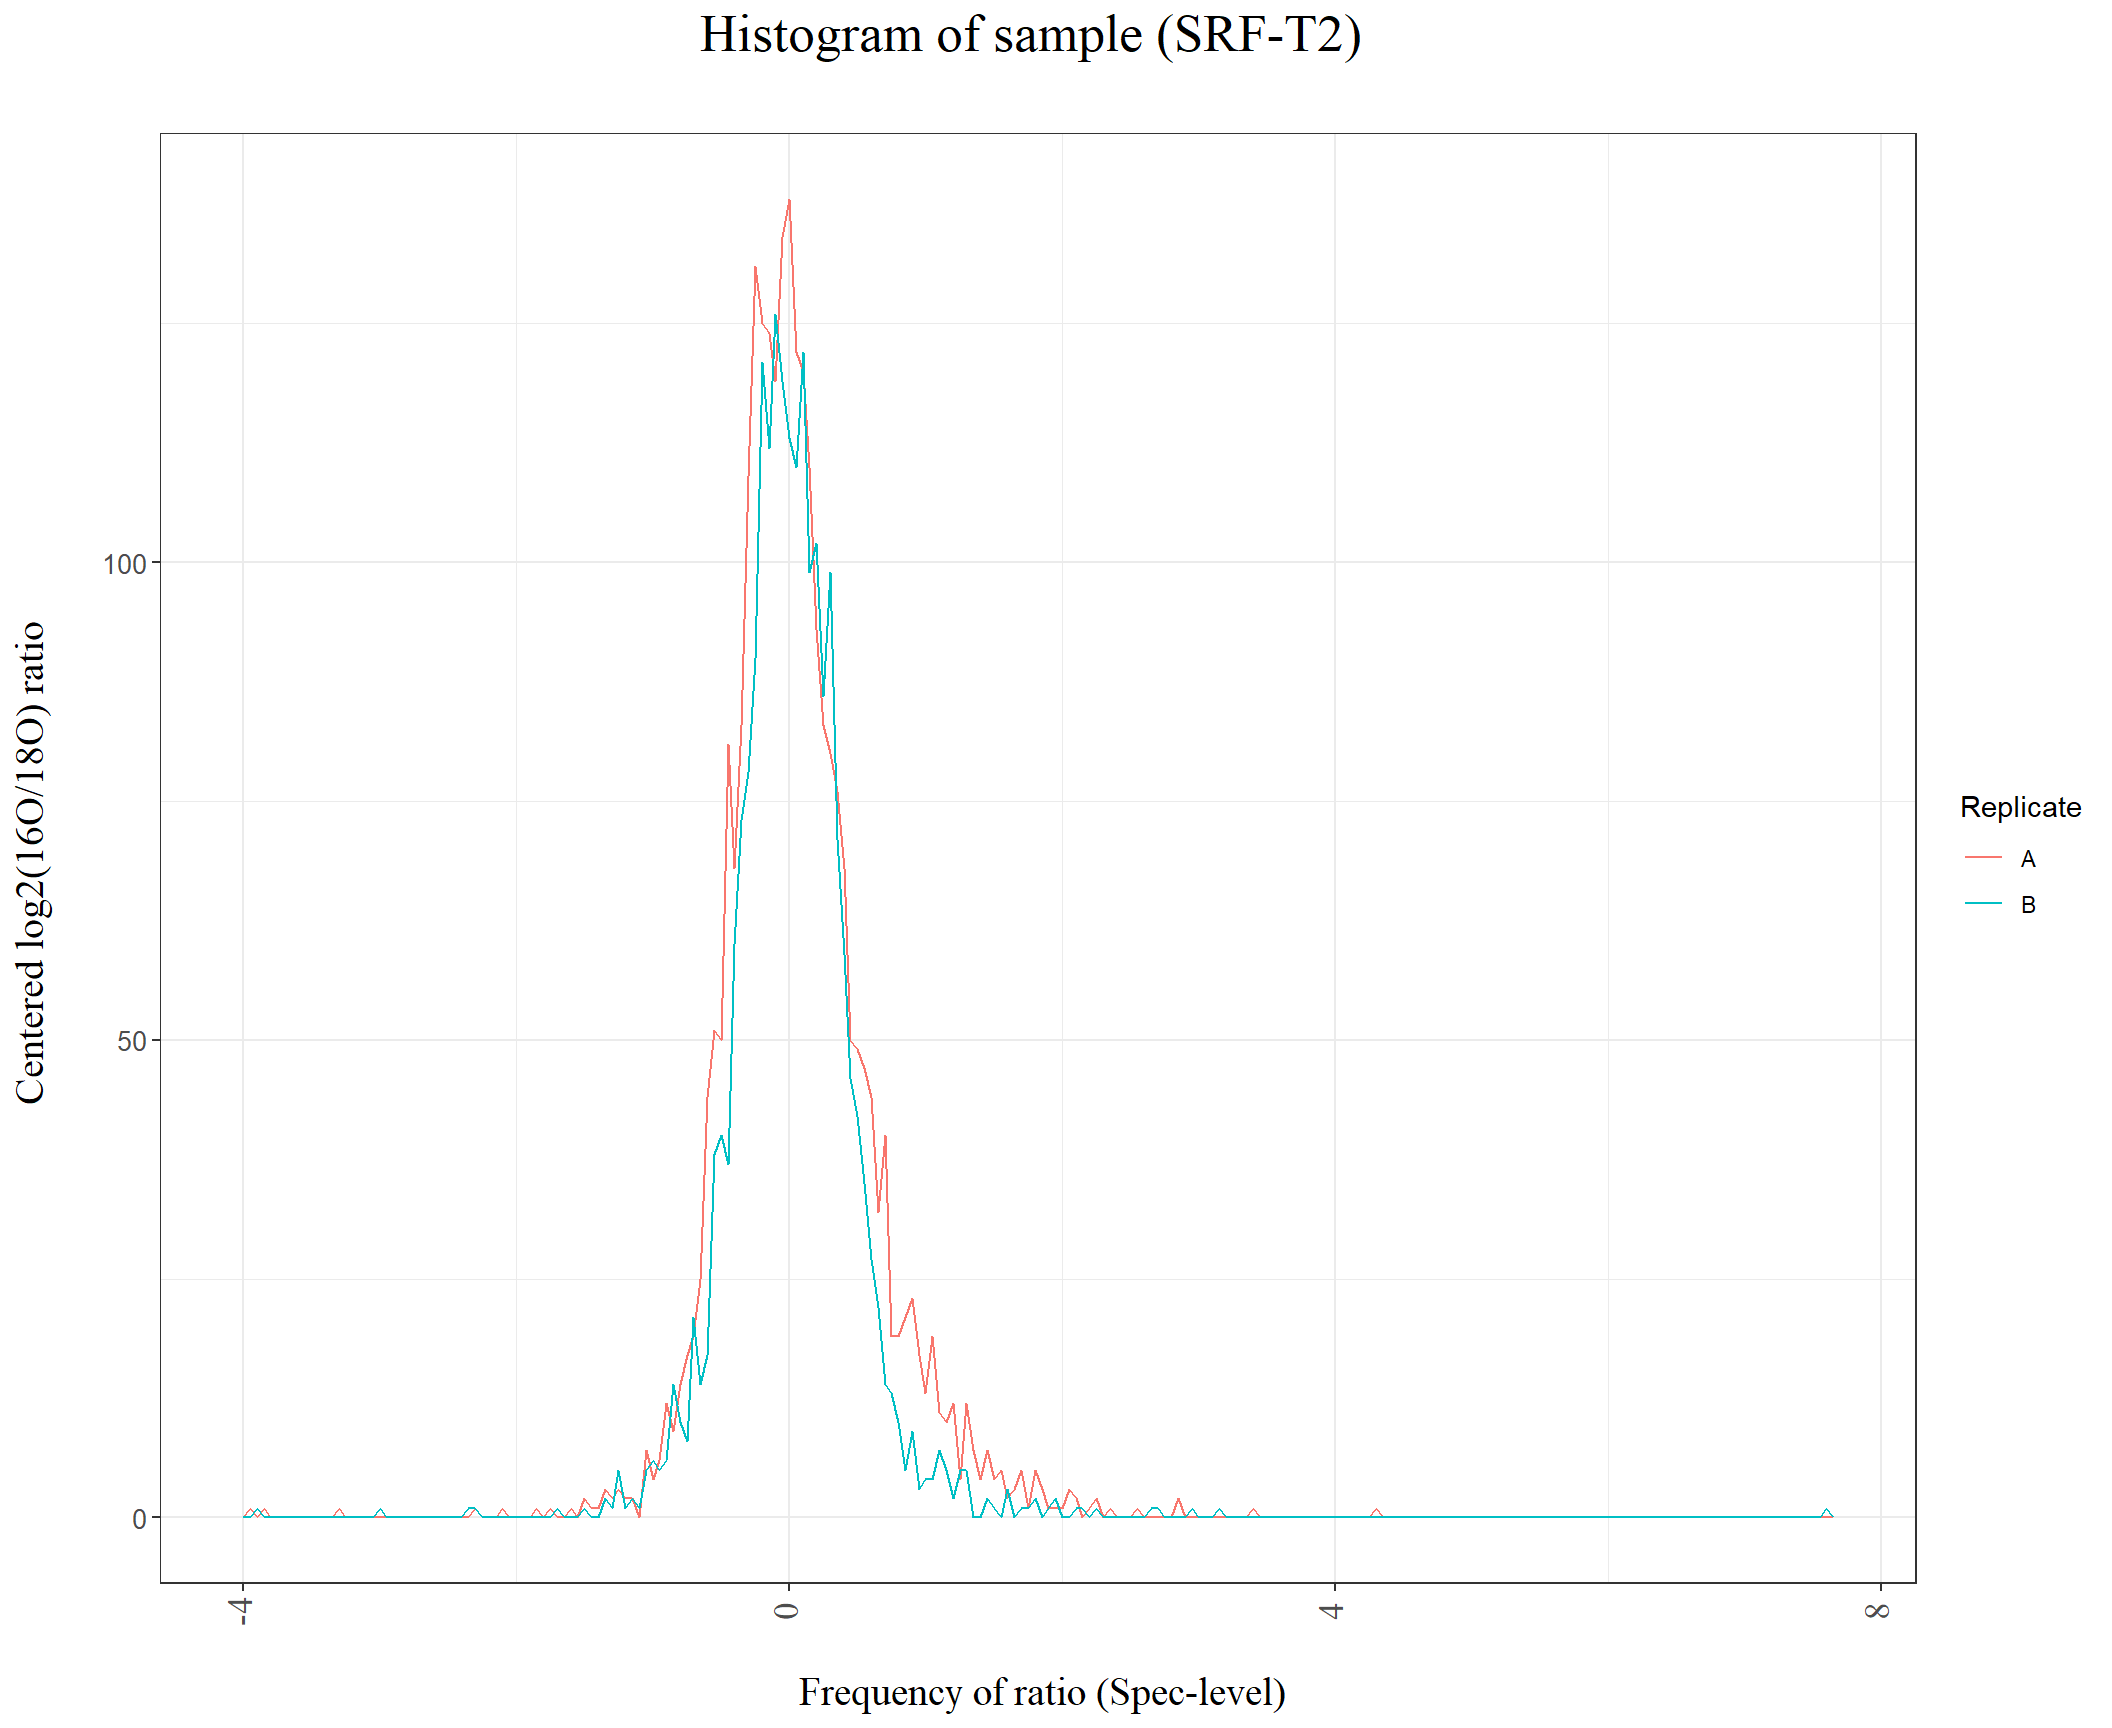 Histogram of sample (SRF-T2)
Centered log2(16O/18O) ratio
100
50
0
-4
0
4
8
Frequency of ratio (Spec-level)
Replicate
A
B